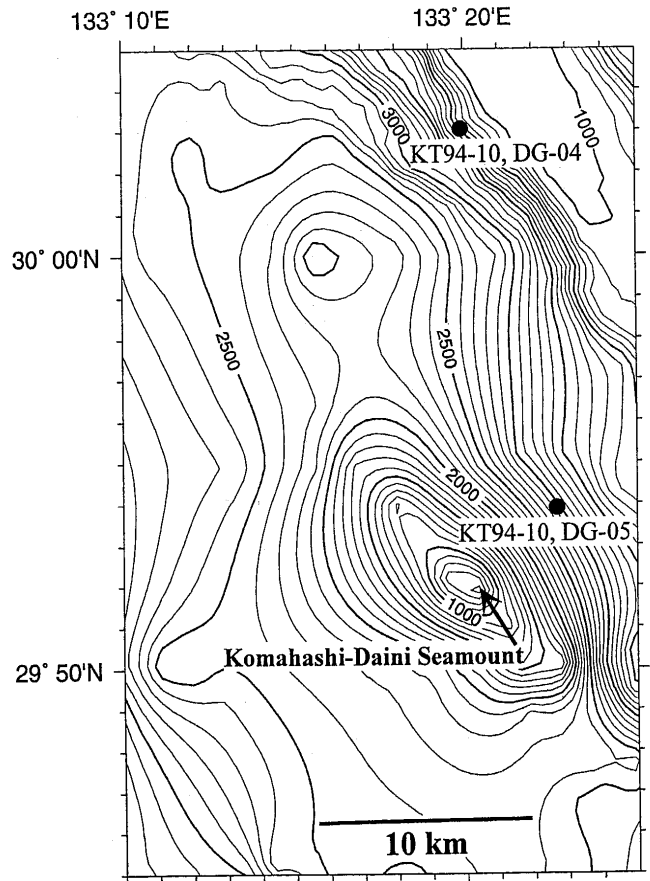 133° 10'E
133° 20'E
3000
1000
KT94-10, DG-04
30° 00'N
2500
2500
2000
KT94-10, DG-05
1000
Komahashi-Daini Seamount
29° 50'N
10 km